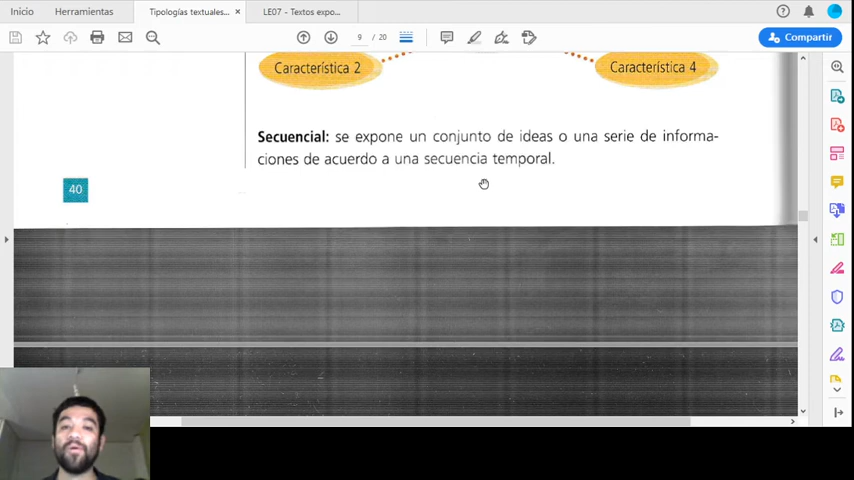 Inicio Herramientas Tipologías textuales... × LE07 - Textos expo...
9 / 20 Compartir
Característica 2 Característica 4
Secuencial: se expone un conjunto de ideas o una serie de informa-
ciones de acuerdo a una secuencia temporal.
40